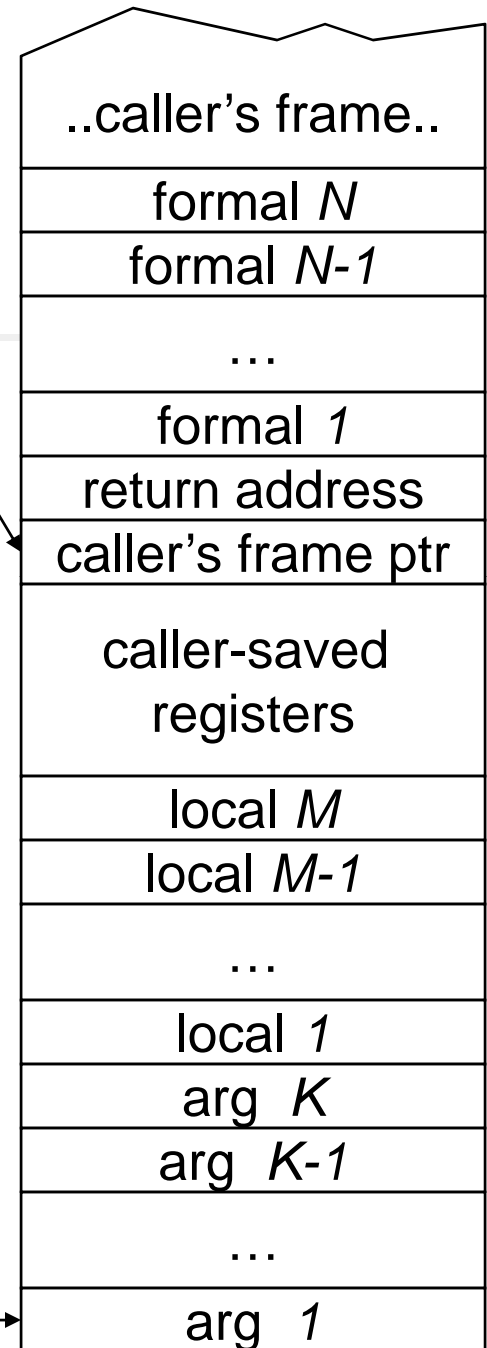 ..caller’s frame..
formal N
formal N-1
…
formal 1
return address
caller’s frame ptr
caller-saved
registers
local M
local M-1
…
local 1
arg K
arg K-1
…
arg 1